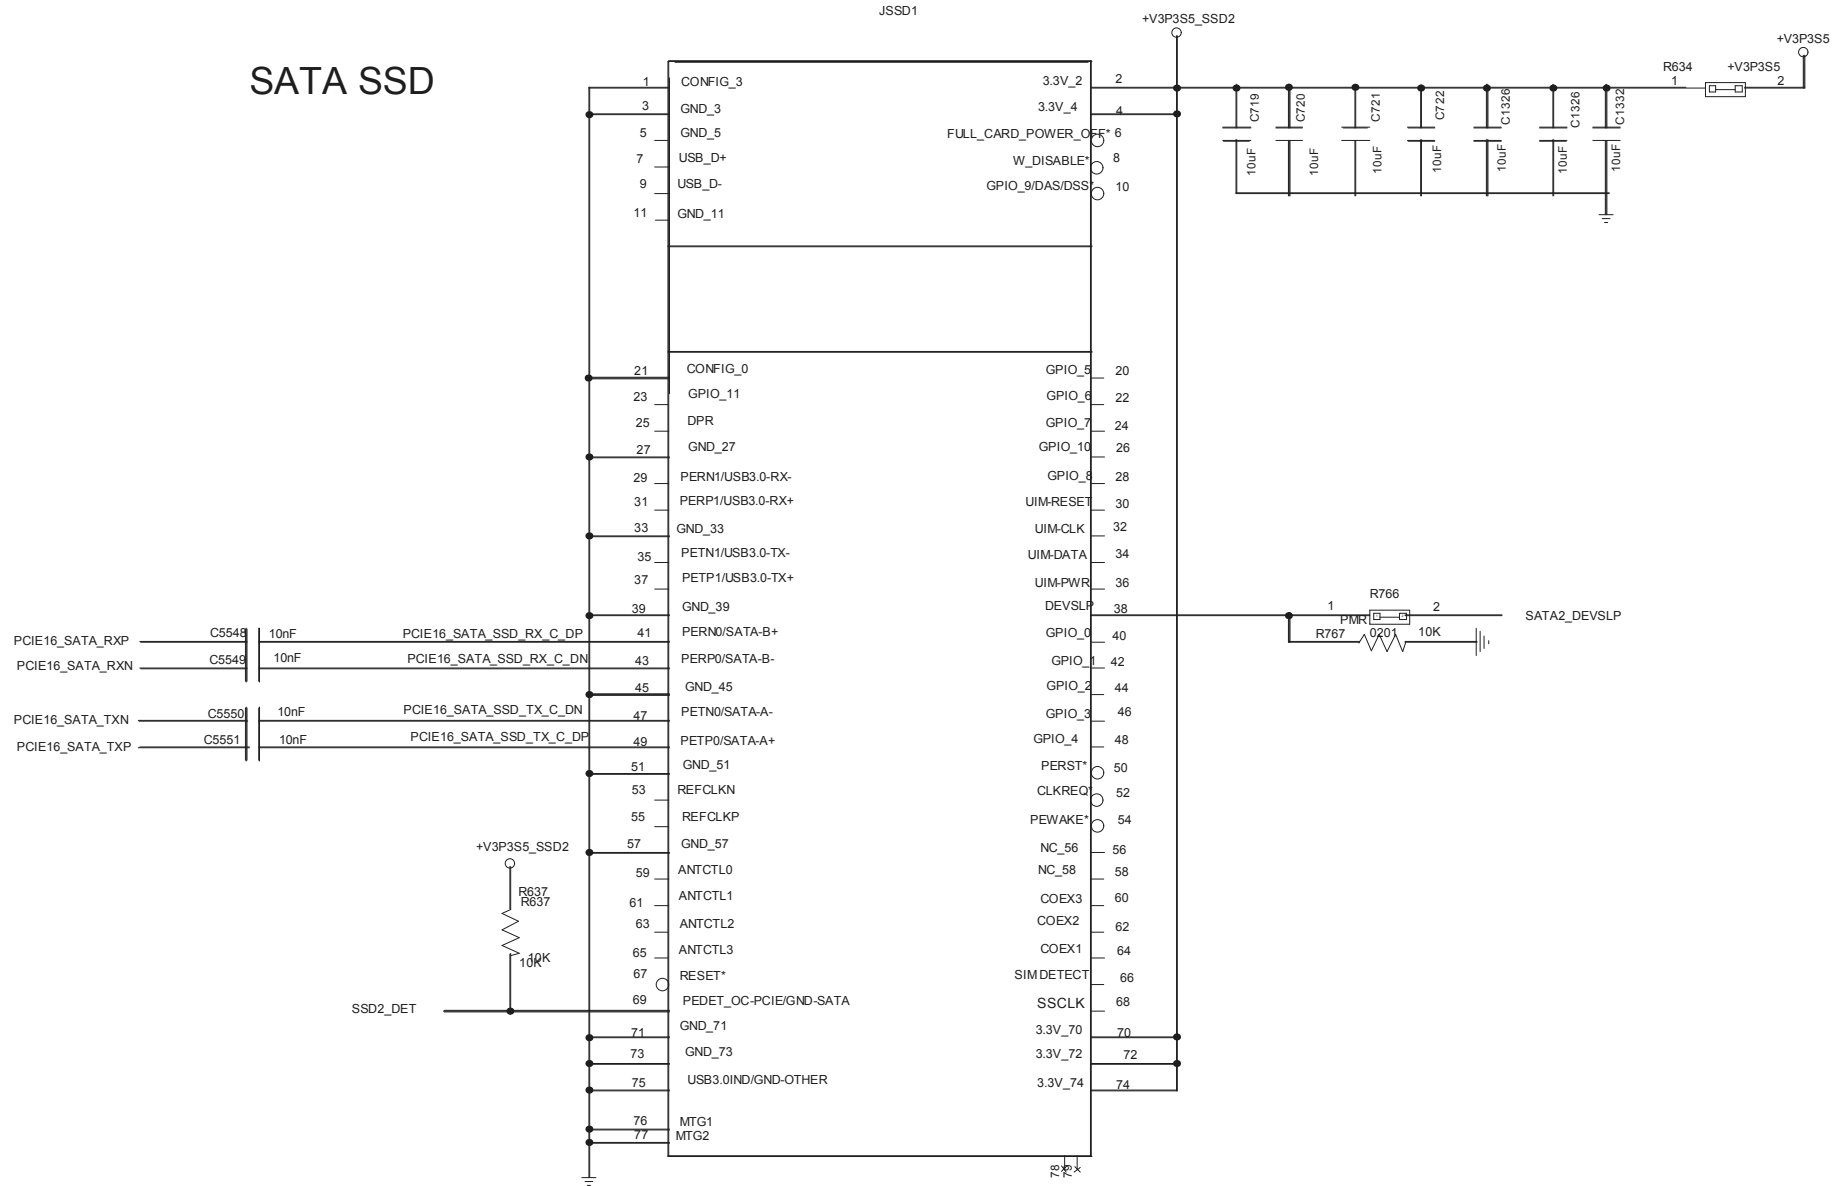 JSSD1
+V3P3S5_SSD2
+V3P3S5
SATA SSD
R634
+V3P3S5
1
2
1 CONFIG_3
3.3V_2 2
3 GND_3
3.3V_4 4
5 GND_5
FULL_CARD_POWER_OFF* 6
7 USB_D+
W_DISABLE* 8
9 USB_D-
GPIO_9/DAS/DSS* 10
11 GND_11
C719
C720
C721
C722
C1326
C1326
C1332
10uF
10uF
10uF
10uF
10uF
10uF
10uF
21 CONFIG_0
GPIO_5 20
23 GPIO_11
GPIO_6 22
25 DPR
GPIO_7 24
27 GND_27
GPIO_10 26
29 PERN1/USB3.0-RX-
GPIO_8 28
31 PERP1/USB3.0-RX+
UIM-RESET 30
33 GND_33
UIM-CLK 32
35 PETN1/USB3.0-TX-
UIM-DATA 34
37 PETP1/USB3.0-TX+
UIM-PWR 36
39 GND_39
DEVSLP 38
R766
1
2
SATA2_DEVSLP
PMR
0201
R767
10K
PCIE16_SATA_RXP
C5548
10nF
PCIE16_SATA_SSD_RX_C_DP
41 PERN0/SATA-B+
GPIO_0 40
PCIE16_SATA_RXN
C5549
10nF
PCIE16_SATA_SSD_RX_C_DN
43 PERP0/SATA-B-
GPIO_1 42
45 GND_45
GPIO_2 44
PCIE16_SATA_TXN
C5550
10nF
PCIE16_SATA_SSD_TX_C_DN
47 PETN0/SATA-A-
GPIO_3 46
PCIE16_SATA_TXP
C5551
10nF
PCIE16_SATA_SSD_TX_C_DP
49 PETP0/SATA-A+
GPIO_4 48
51 GND_51
PERST* 50
53 REFCLKN
CLKREQ* 52
55 REFCLKP
PEWAKE* 54
57 GND_57
NC_56 56
+V3P3S5_SSD2
59 ANTCTL0
NC_58 58
R637
R637
61 ANTCTL1
COEX3 60
63 ANTCTL2
COEX2 62
10K
10K
65 ANTCTL3
COEX1 64
67 RESET*
SIM DETECT 66
SSD2_DET
69 PEDET_OC-PCIE/GND-SATA
SSCLK 68
71 GND_71
3.3V_70 70
73 GND_73
3.3V_72 72
75 USB3.0IND/GND-OTHER
3.3V_74 74
76 MTG1
77 MTG2
78
79